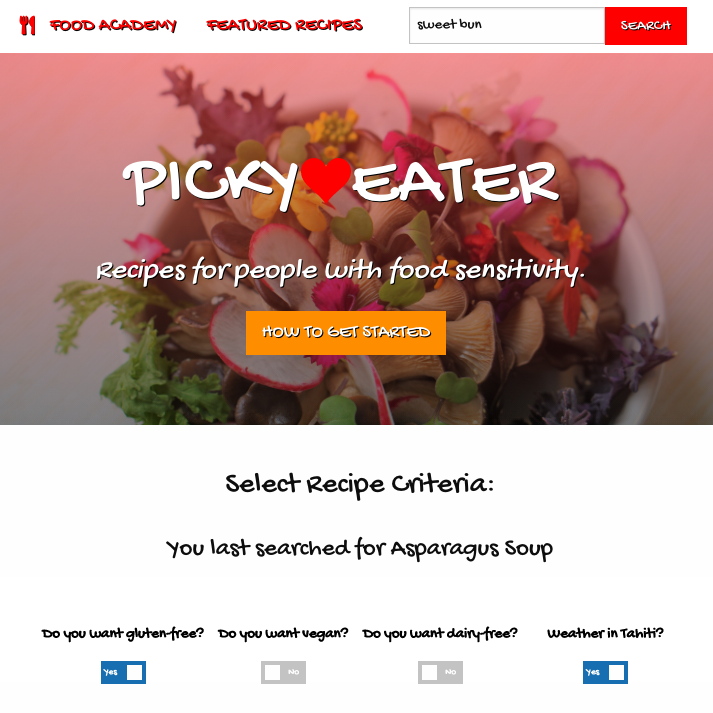 FOOD ACADEMY FEATURED RECIPES sweet bun SEARCH
PICKY EATER
Recipes for people with food sensitivity.
HOW TO GET STARTED
Select Recipe Criteria:
You last searched for Asparagus Soup
Do you want gluten-free? Do you want vegan? Do you want dairy-free? Weather in Tahiti?
Yes No No Yes